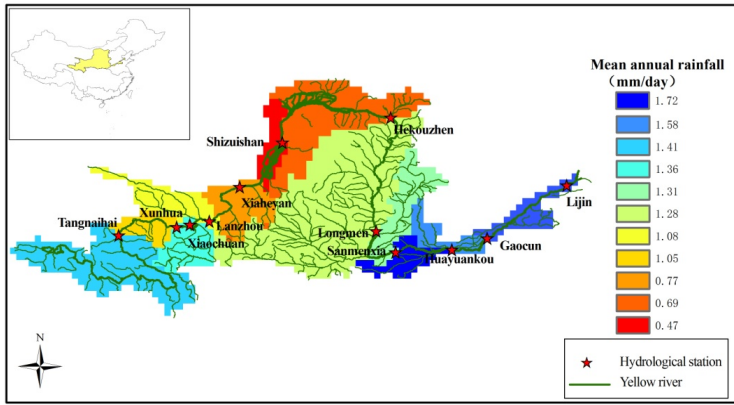 Mean annual rainfall
(mm/day)
1.72
1.58
1.41
1.36
1.31
1.28
1.08
1.05
0.77
0.69
0.47
Hekouzhen
Shizuishan
Xiaheyan
Lijin
Xunhua
Tangnaihai
Lanzhou
Longmen
Xiaochuan
Gaocun
Sanmenxia
Huayuankou
N
Hydrological station
Yellow river